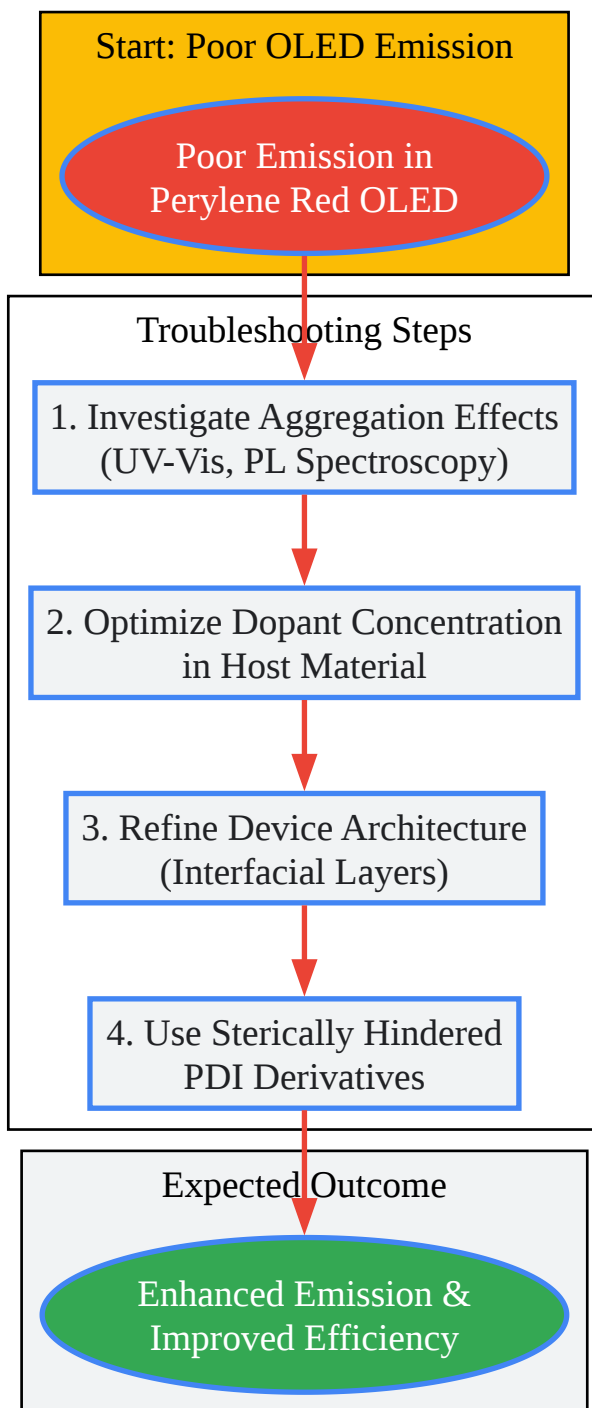 Start: Poor OLED Emission
Poor Emission in
Perylene Red OLED
Troubleshooting Steps
1. Investigate Aggregation Effects
(UV-Vis, PL Spectroscopy)
2. Optimize Dopant Concentration
in Host Material
3. Refine Device Architecture
(Interfacial Layers)
4. Use Sterically Hindered
PDI Derivatives
Expected Outcome
Enhanced Emission &
Improved Efficiency